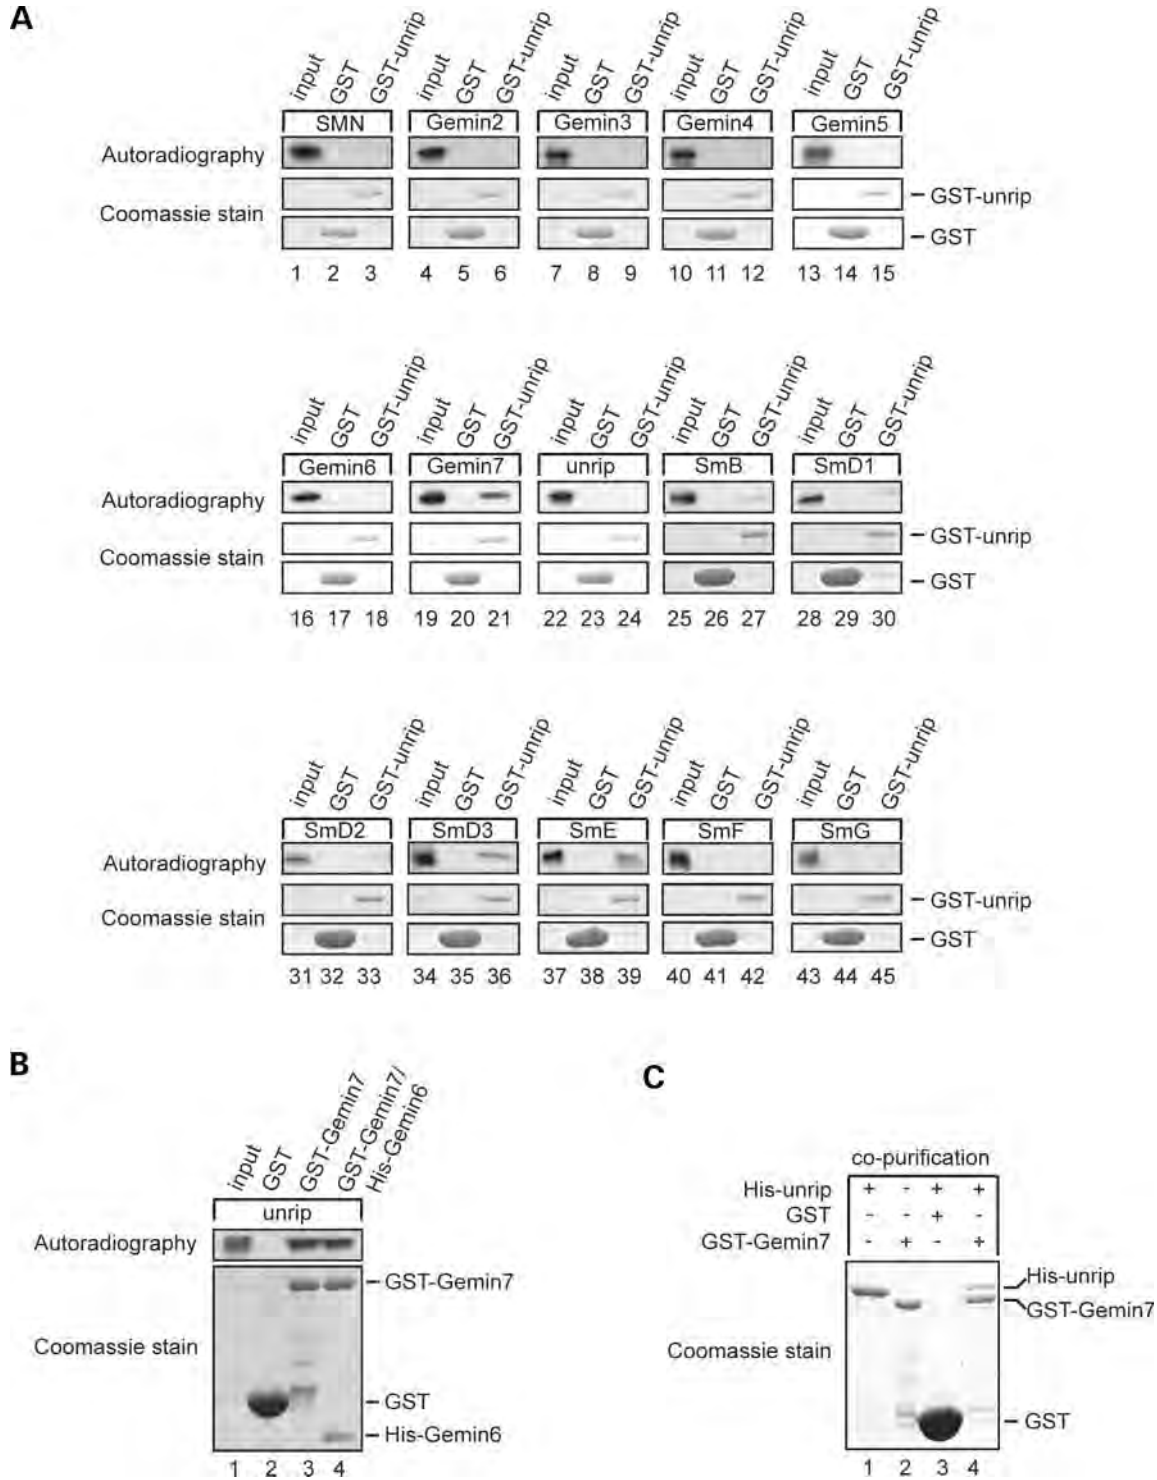 A
input GST GST-unrip input GST GST-unrip input GST GST-unrip input GST GST-unrip input GST GST-unrip
SMN Gemin2 Gemin3 Gemin4 Gemin5
Autoradiography
GST-unrip
Coomassie stain
GST
1 2 3 4 5 6 7 8 9 10 11 12 13 14 15
input GST GST-unrip input GST GST-unrip input GST GST-unrip input GST GST-unrip input GST GST-unrip
Gemin6 Gemin7 unrip SmB SmD1
Autoradiography
GST-unrip
Coomassie stain
GST
16 17 18 19 20 21 22 23 24 25 26 27 28 29 30
input GST GST-unrip input GST GST-unrip input GST GST-unrip input GST GST-unrip input GST GST-unrip
SmD2 SmD3 SmE SmF SmG
Autoradiography
GST-unrip
Coomassie stain
GST
31 32 33 34 35 36 37 38 39 40 41 42 43 44 45
B
input GST GST-Gemin7 GST-Gemin7/
His-Gemin6
unrip
Autoradiography
GST-Gemin7
Coomassie stain
GST
His-Gemin6
1 2 3 4
C
co-purification
His-unrip + - + +
GST - - + -
GST-Gemin7 - + - +
His-unrip
GST-Gemin7
Coomassie stain
GST
1 2 3 4